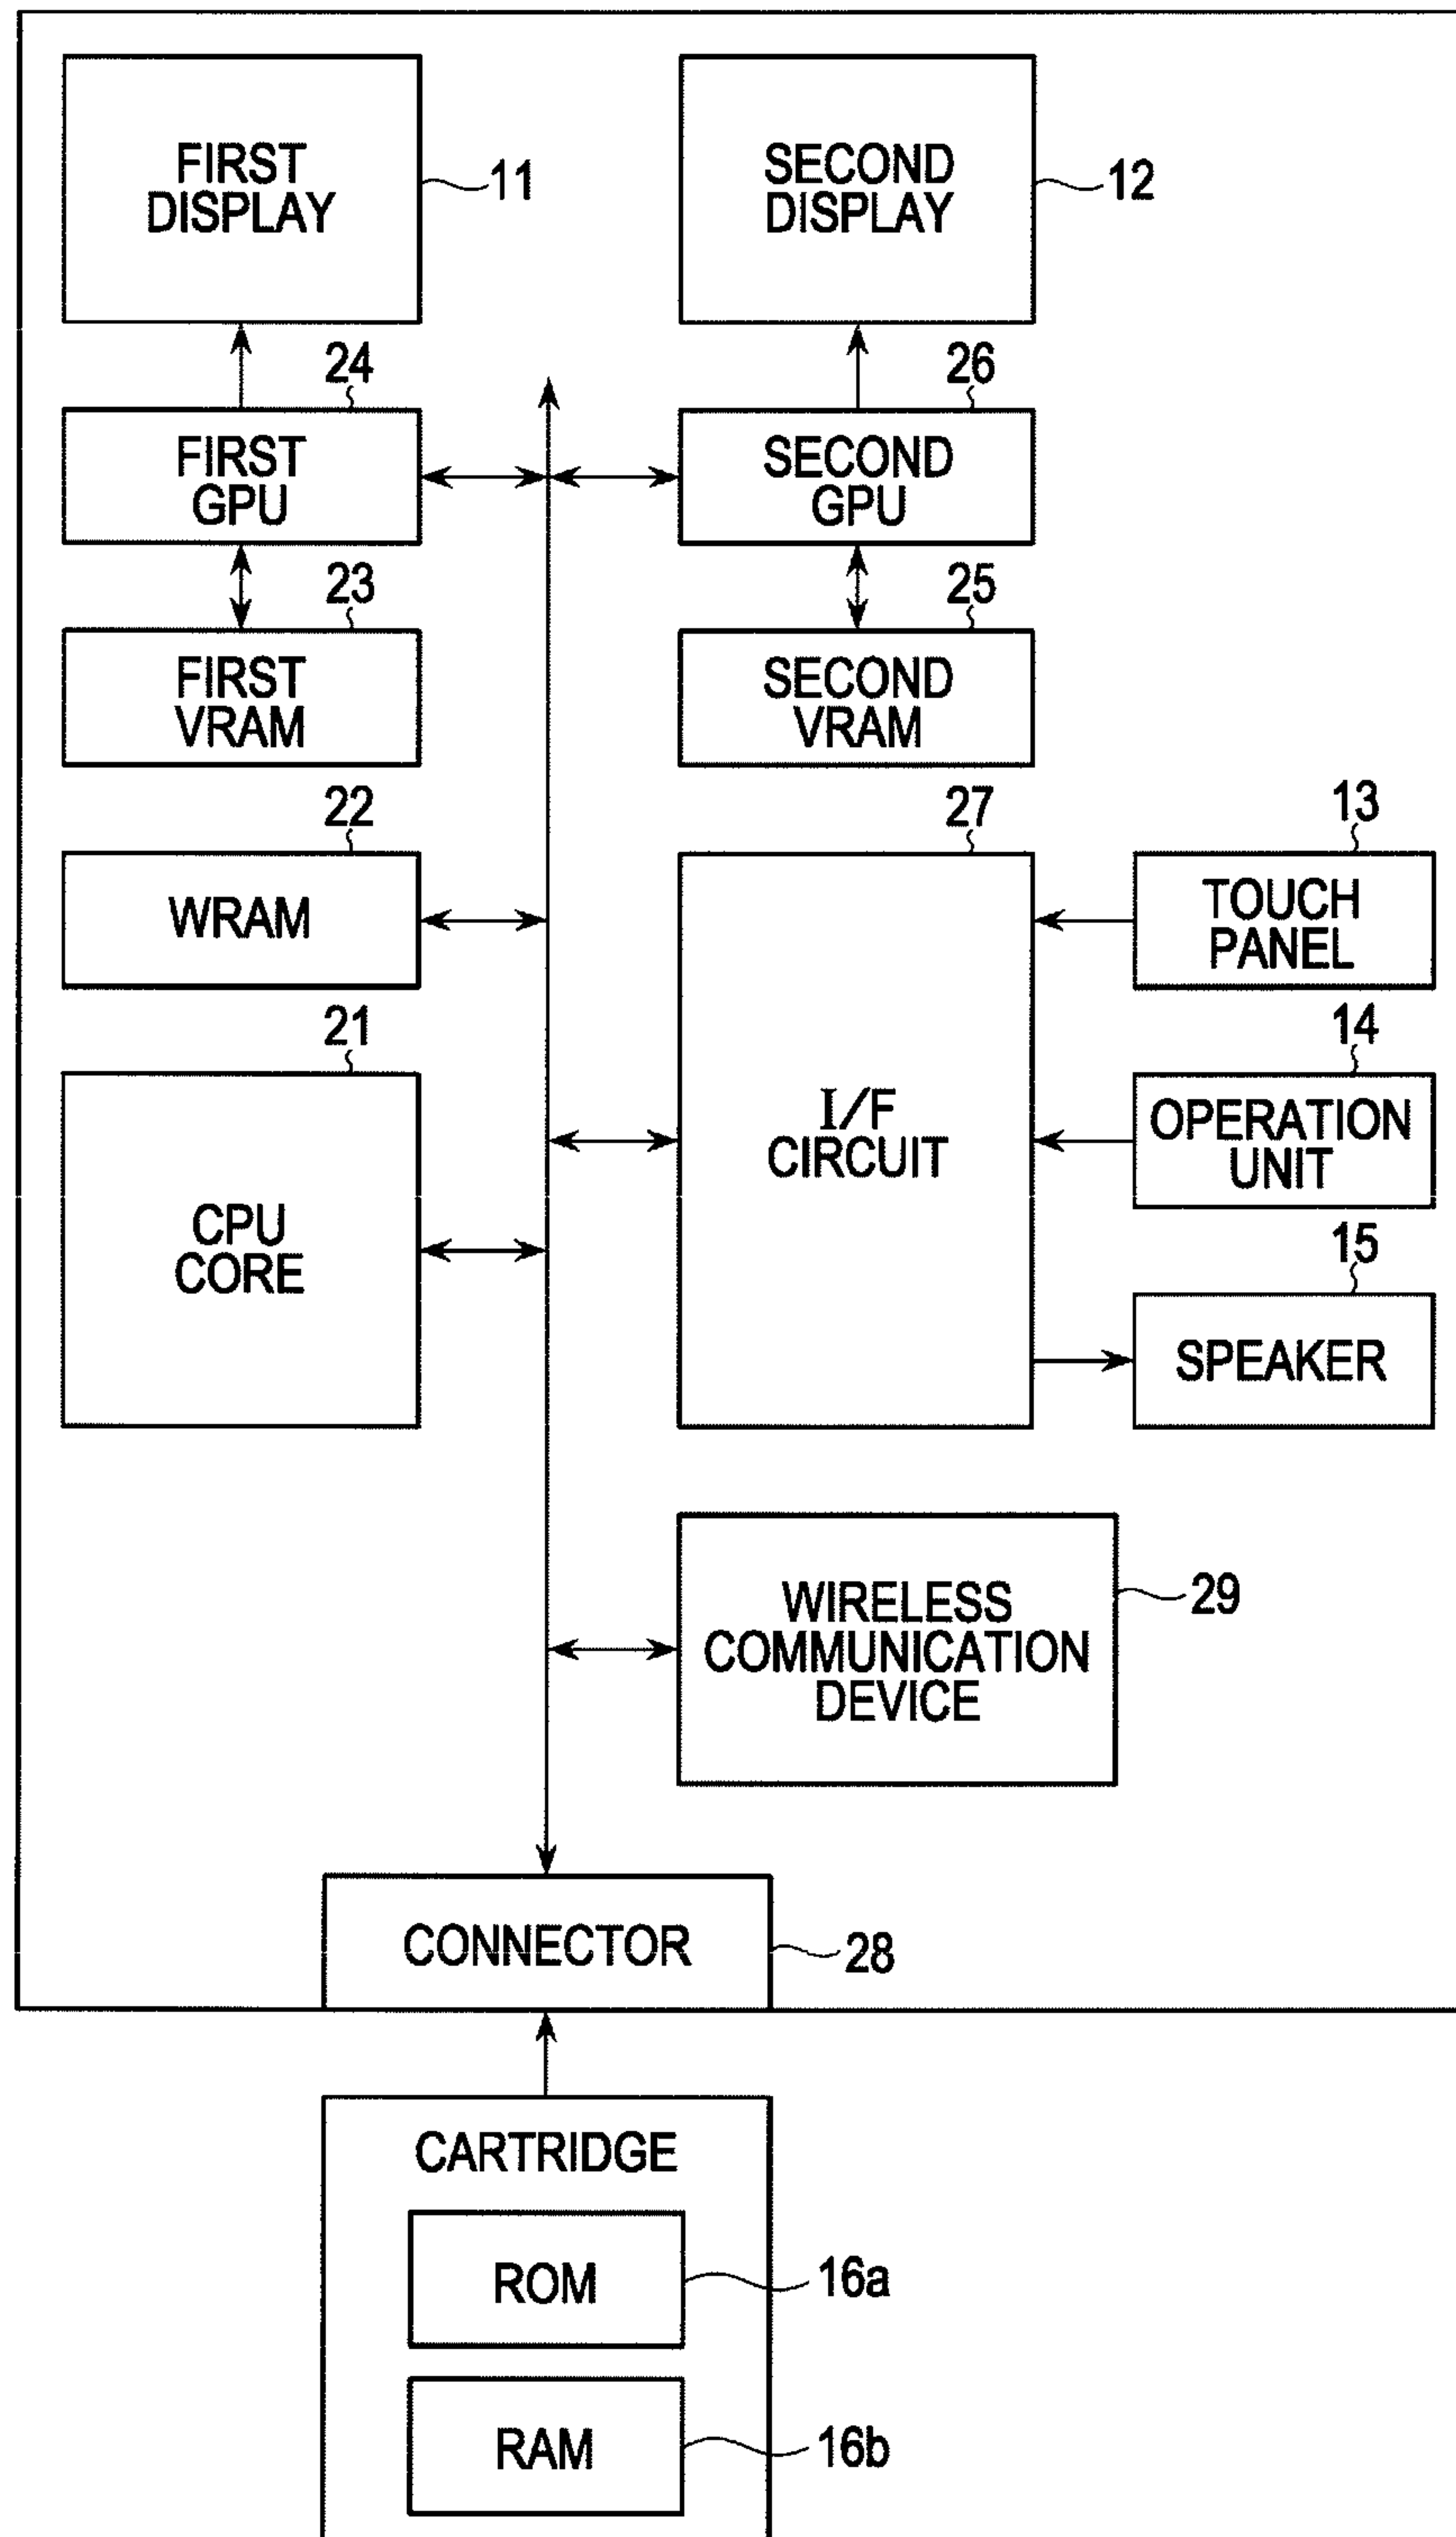 FIRST
DISPLAY
11
SECOND
DISPLAY
12
24
FIRST
GPU
26
SECOND
GPU
23
FIRST
VRAM
25
SECOND
VRAM
22
WRAM
27
I/F
CIRCUIT
13
TOUCH
PANEL
21
CPU
CORE
14
OPERATION
UNIT
15
SPEAKER
WIRELESS
COMMUNICATION
DEVICE
29
CONNECTOR
28
CARTRIDGE
ROM
16a
RAM
16b